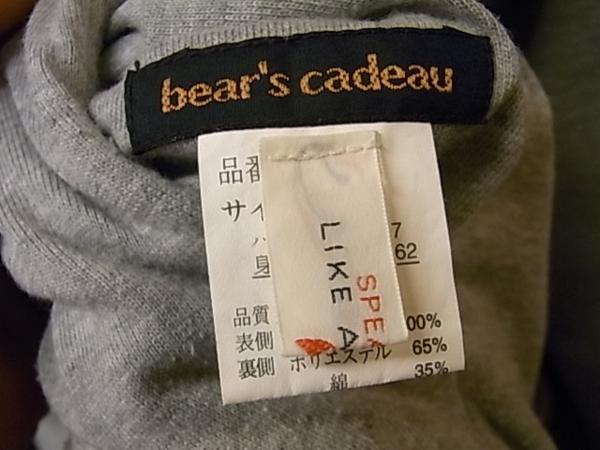 bear's cadeau
品番
サイ
7
身 62
品質 00%
表側 ポリエステル 65%
裏側 綿 35%
LIKE A
SPE